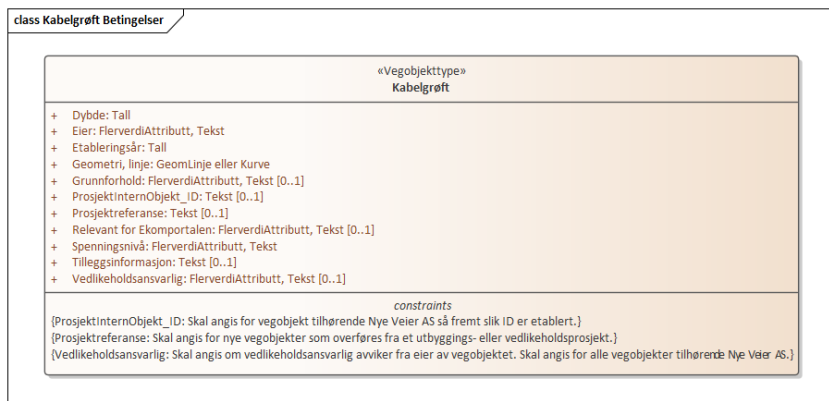 class Kabelgrøft Betingelser
«Vegobjekttype»
Kabelgrøft
+ Dybde: Tall
+ Eier: FlerverdiAttributt, Tekst
+ Etableringsår: Tall
+ Geometri, linje: GeomLinje eller Kurve
+ Grunnforhold: FlerverdiAttributt, Tekst [0..1]
+ ProsjektInternObjekt_ID: Tekst [0..1]
+ Prosjektreferanse: Tekst [0..1]
+ Relevant for Ekomportalen: FlerverdiAttributt, Tekst [0..1]
+ Spenningsnivå: FlerverdiAttributt, Tekst
+ Tilleggsinformasjon: Tekst [0..1]
+ Vedlikeholdsansvarlig: FlerverdiAttributt, Tekst [0..1]
constraints
{ProsjektInternObjekt_ID: Skal angis for vegobjekt tilhørende Nye Veier AS så fremt slik ID er etablert.}
{Prosjektreferanse: Skal angis for nye vegobjekter som overføres fra et utbyggings- eller vedlikeholdsprosjekt.}
{Vedlikeholdsansvarlig: Skal angis om vedlikeholdsansvarlig avviker fra eier av vegobjektet. Skal angis for alle vegobjekter tilhørende Nye Veier AS.}